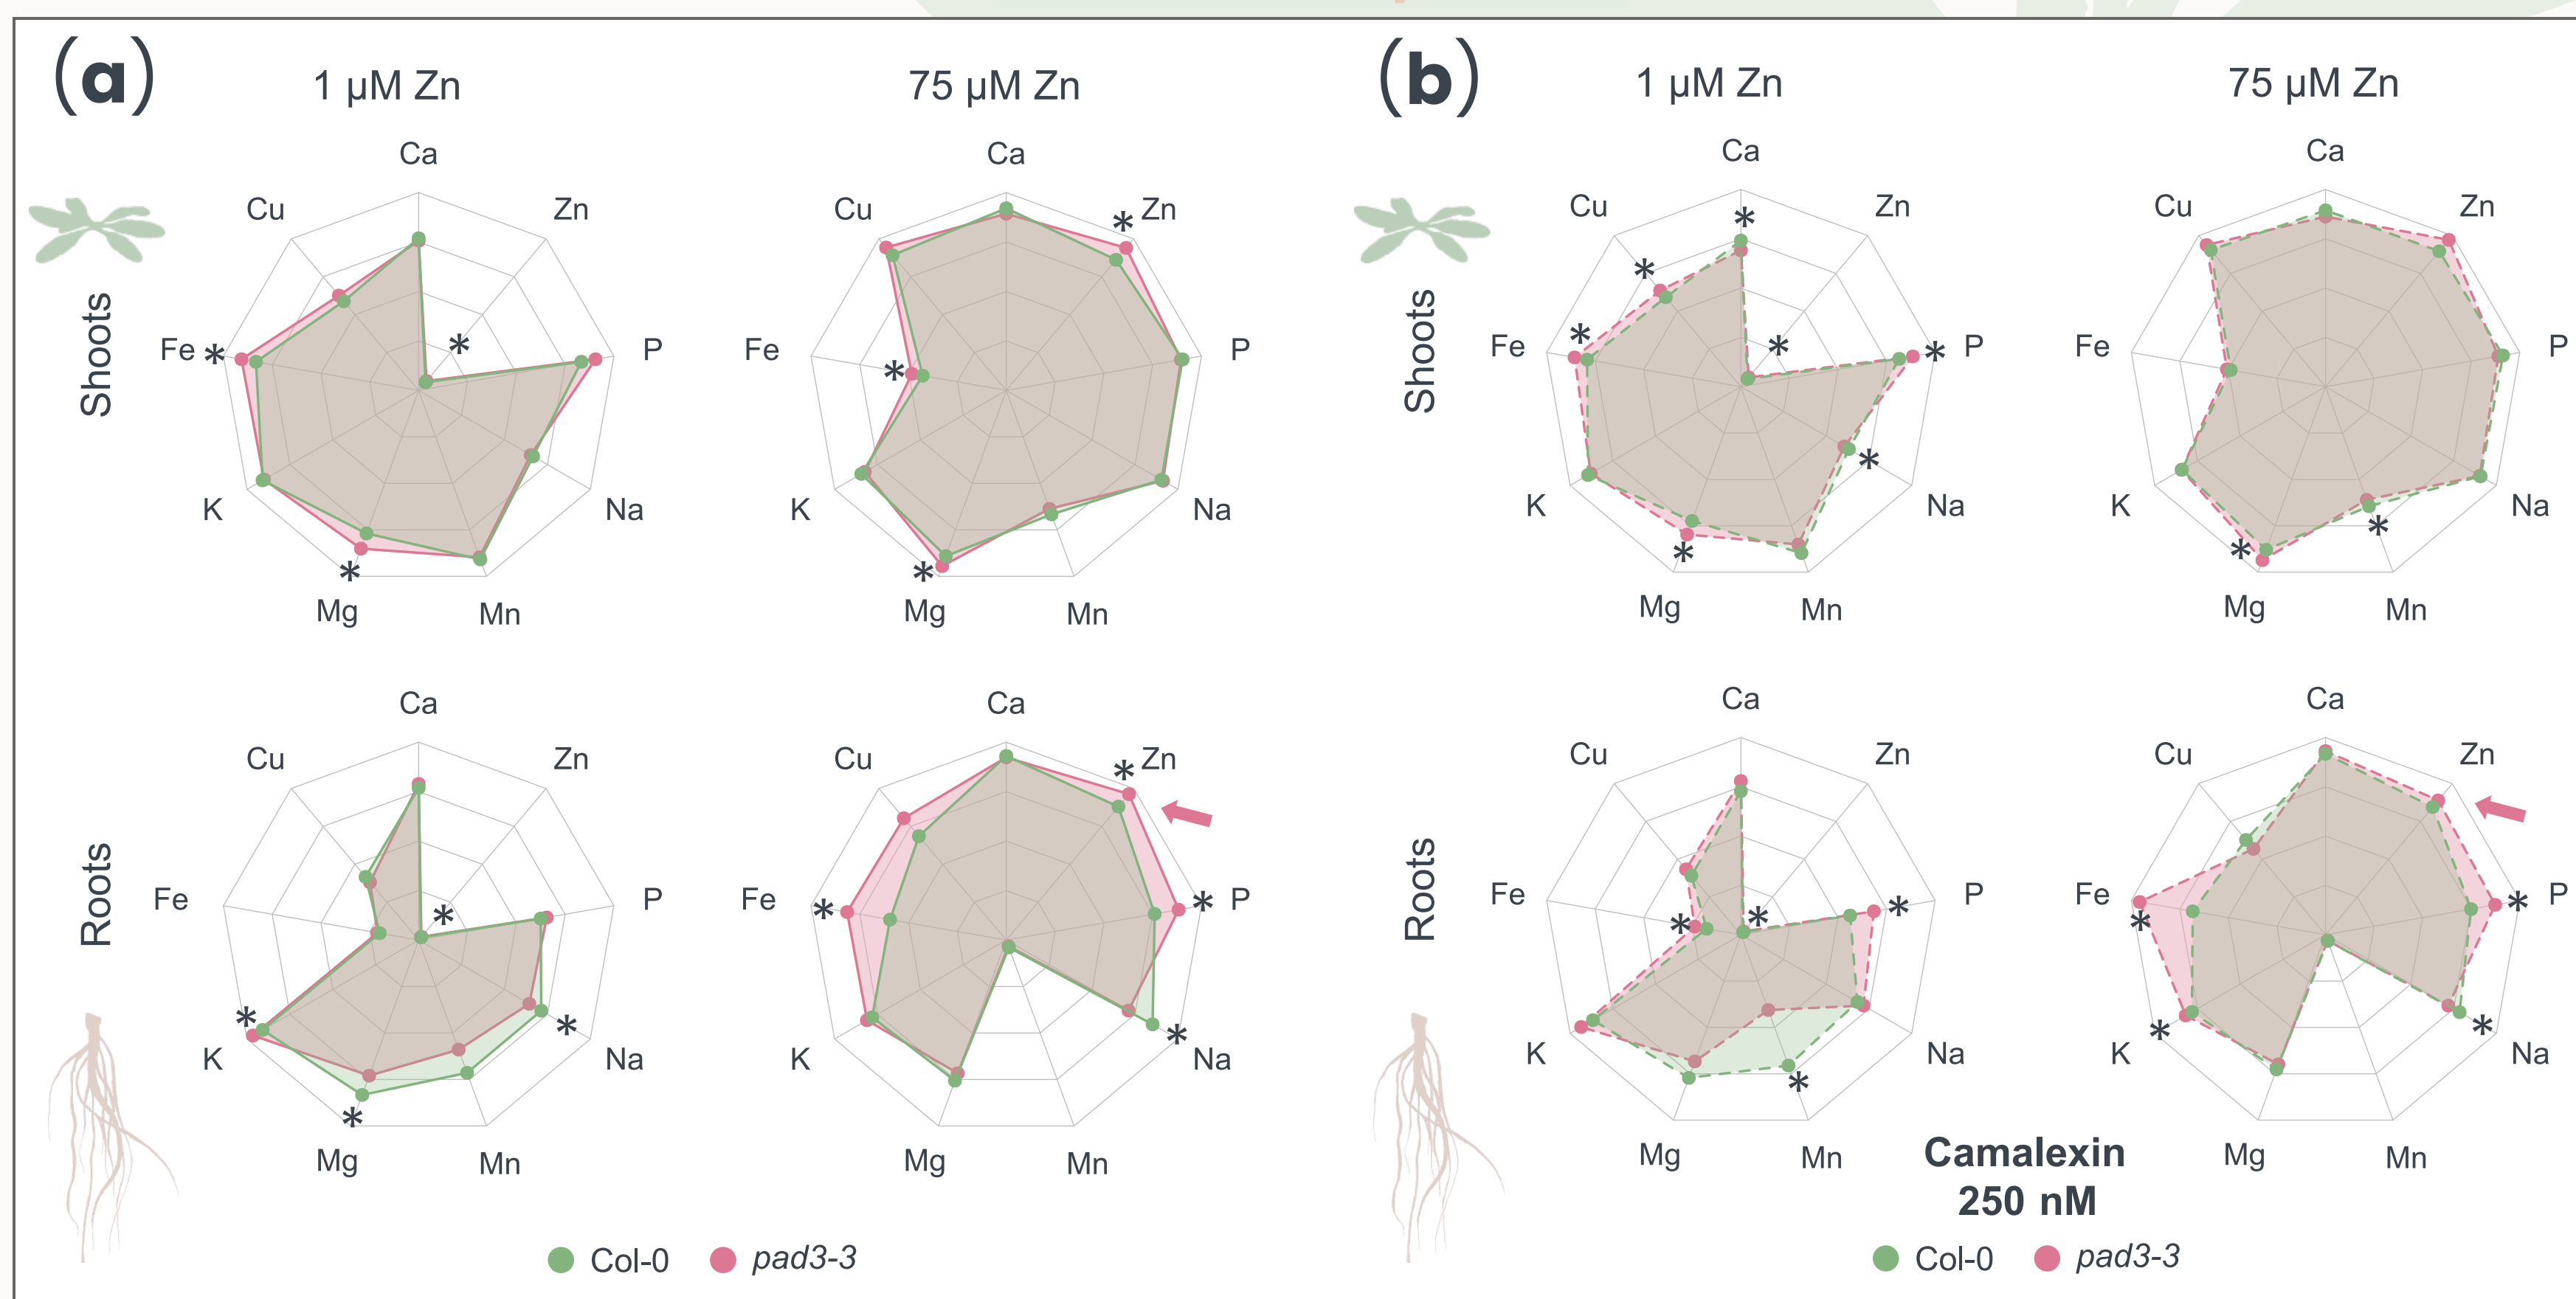 (a)
1 µM Zn
75 µM Zn
Shoots
Ca
Zn
P
Na
Mn
Mg
*
K
Fe *
Cu
*
Ca
* Zn
P
Na
Mn
Mg
*
K
Fe
*
Cu
Roots
Ca
Zn
*
P
Na
*
Mn
Mg
*
K
*
Fe
Cu
Ca
* Zn
* P
Na
*
Mn
Mg
K
Fe *
Cu
Col-0
pad3-3
(b)
1 µM Zn
75 µM Zn
Shoots
Ca
*
Zn
*
* P
Na
*
Mn
Mg
*
K
Fe
*
Cu
*
Ca
Zn
P
Na
Mn
*
Mg
*
K
Fe
Cu
Roots
Ca
Zn
*
P
*
Na
Mn
*
Mg
K
Fe
*
Cu
Ca
Zn
* P
Na
*
Mn
Mg
K
*
Fe
*
Cu
Camalexin
250 nM
Col-0
pad3-3